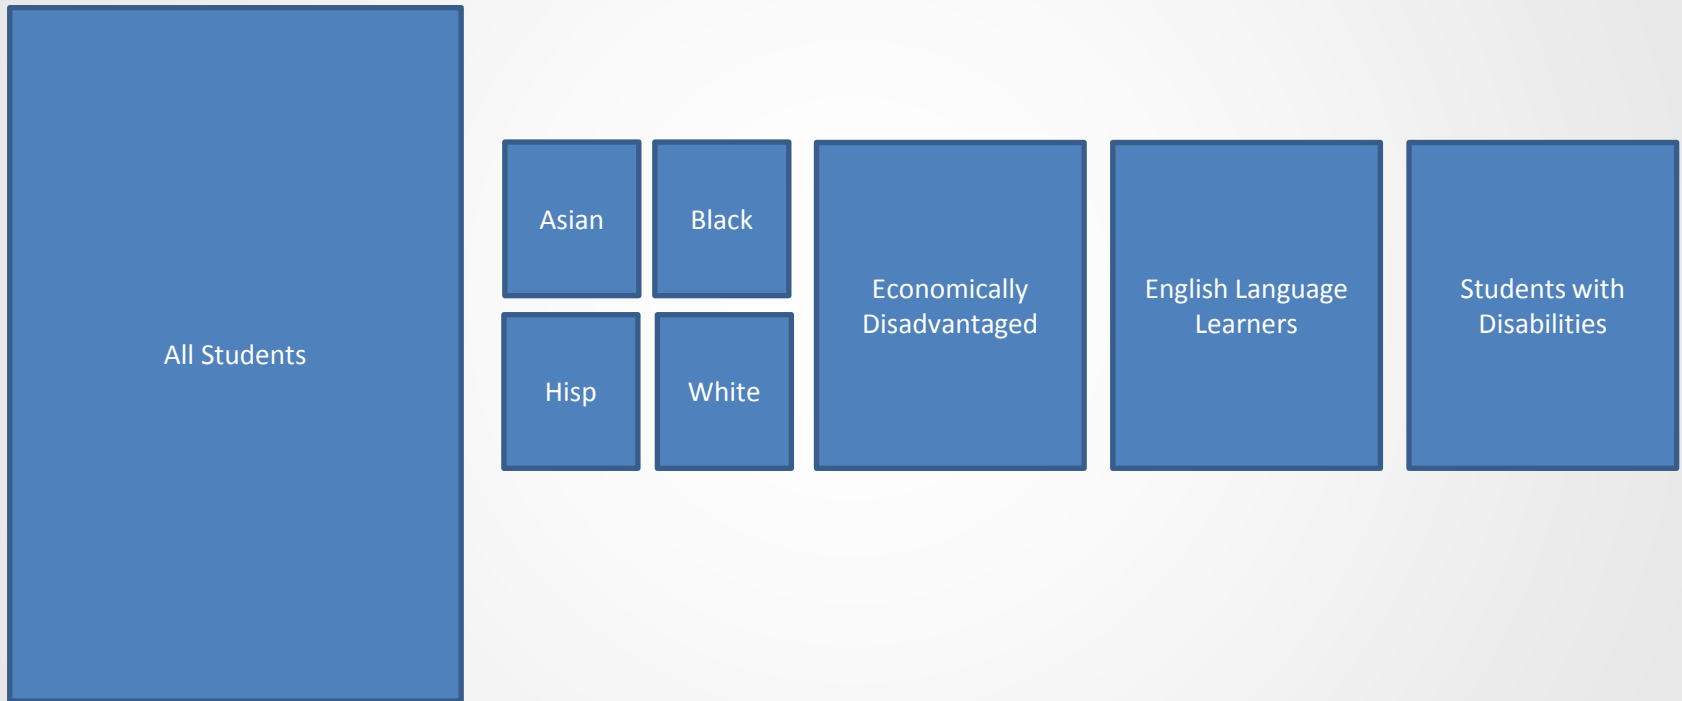 All Students
Asian
Black
Hisp
White
Economically
Disadvantaged
English Language
Learners
Students with
Disabilities